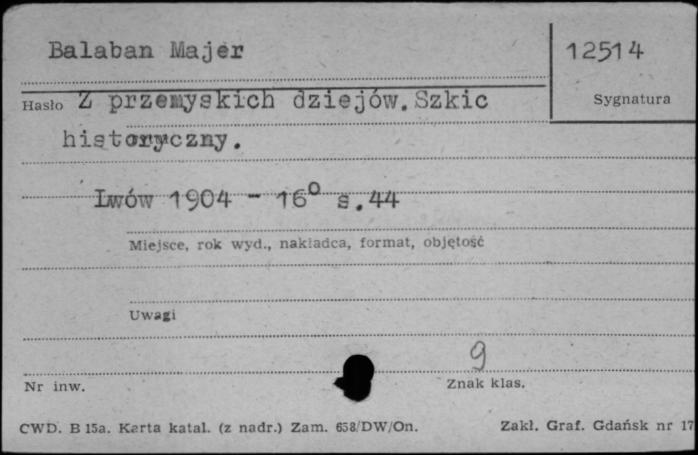 Balaban Majer
12514
Hasło Z przemyskich dziejów. Szkic
Sygnatura
historyczny.
Lwów 1904 - 16° s.44
Miejsce, rok wyd., nakładca, format, objętość
Uwagi
9
Nr inw.
Znak klas.
CWD. B 15a. Karta katal. (z nadr.) Zam. 658/DW/On.
Zakł. Graf. Gdańsk nr 17